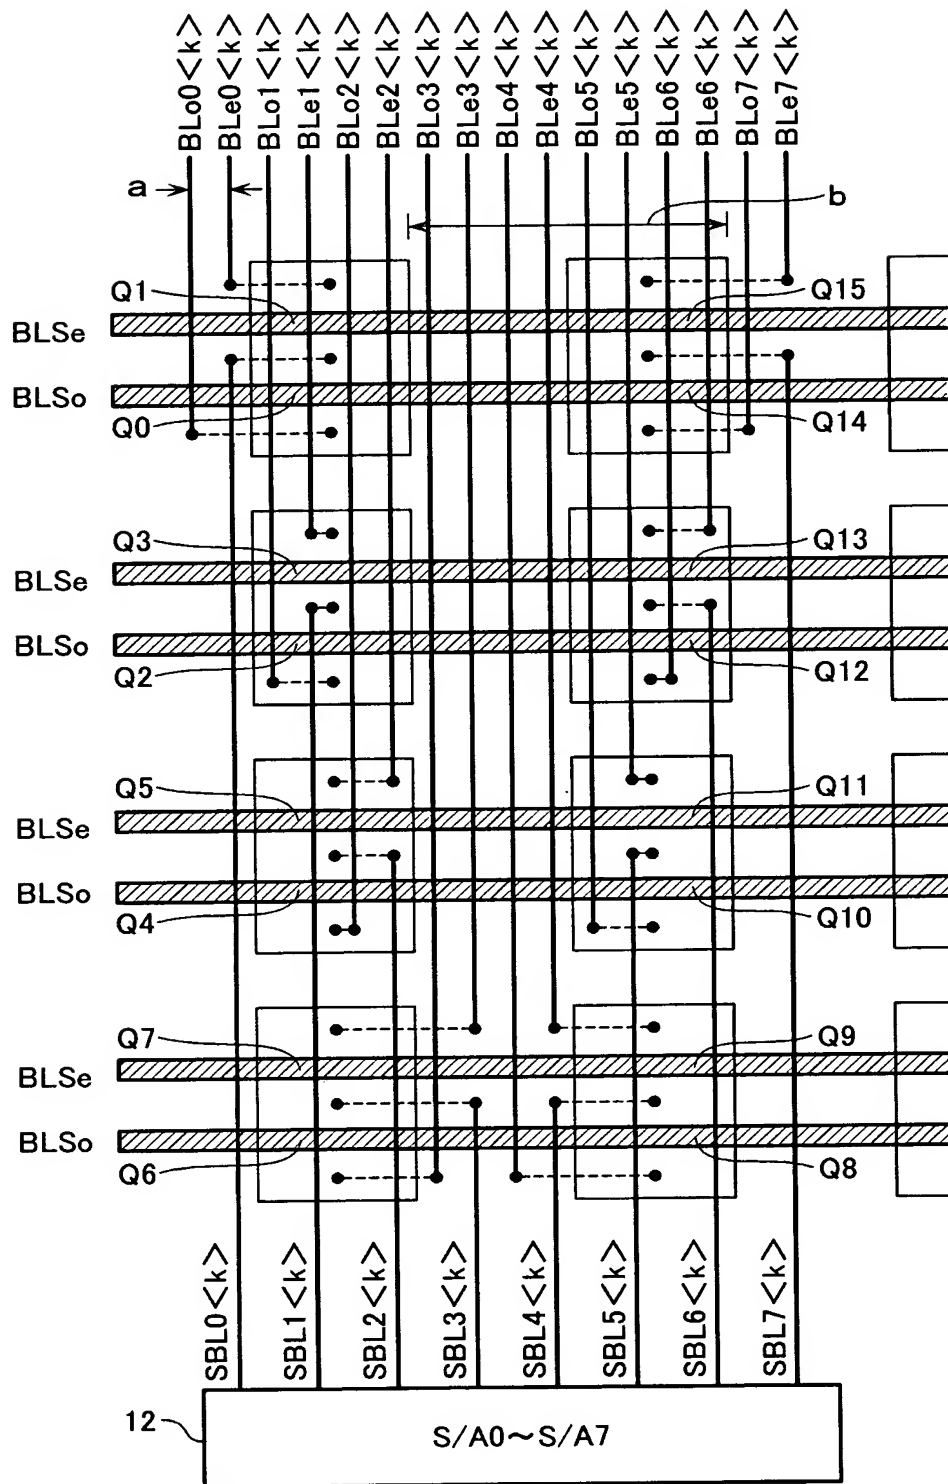 BLo0<k>
BLe0<k>
BLo1<k>
BLe1<k>
BLo2<k>
BLe2<k>
BLo3<k>
BLe3<k>
BLo4<k>
BLe4<k>
BLo5<k>
BLe5<k>
BLo6<k>
BLe6<k>
BLo7<k>
BLe7<k>
a
b
Q1
Q15
BLSe
BLSo
Q0
Q14
Q3
Q13
BLSe
BLSo
Q2
Q12
Q5
Q11
BLSe
BLSo
Q4
Q10
Q7
Q9
BLSe
BLSo
Q6
Q8
SBL0<k>
SBL1<k>
SBL2<k>
SBL3<k>
SBL4<k>
SBL5<k>
SBL6<k>
SBL7<k>
12
S/A0～S/A7